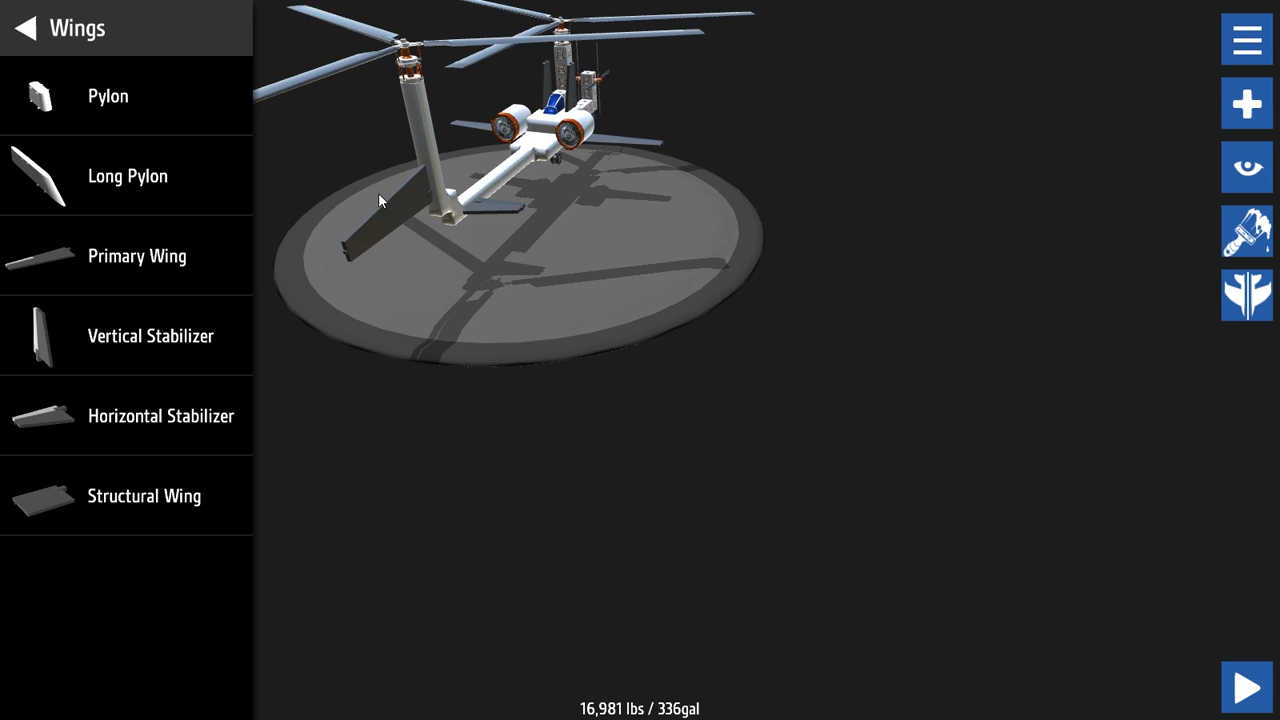 Wings
Pylon
Long Pylon
Primary Wing
Vertical Stabilizer
Horizontal Stabilizer
Structural Wing
16,981 lbs / 336gal